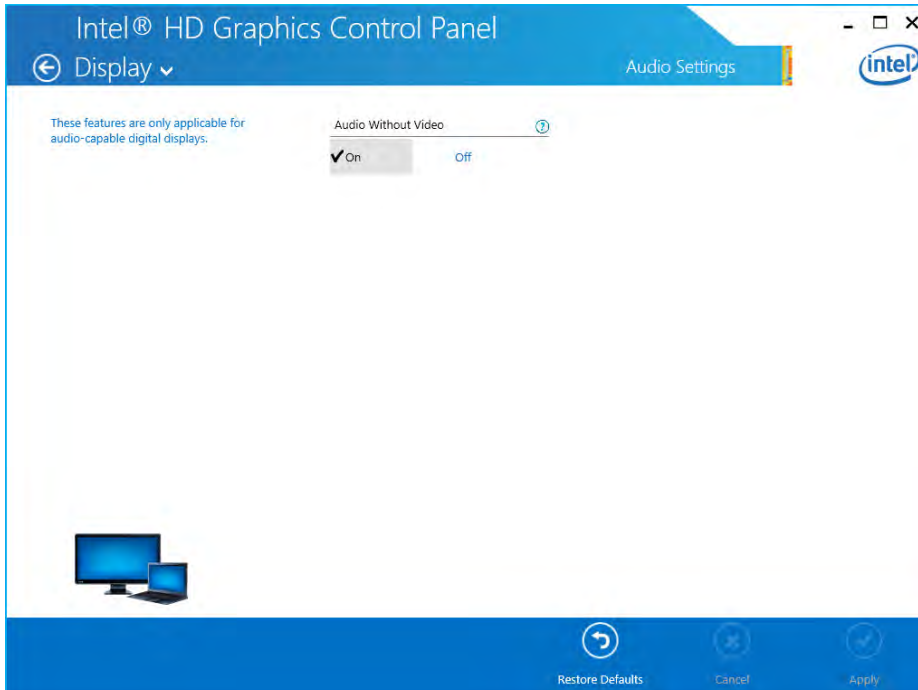 Intel® HD Graphics Control Panel
Display
Audio Settings
intel
These features are only applicable for
audio-capable digital displays.
Audio Without Video
?
On
Off
Restore Defaults
Cancel
Apply